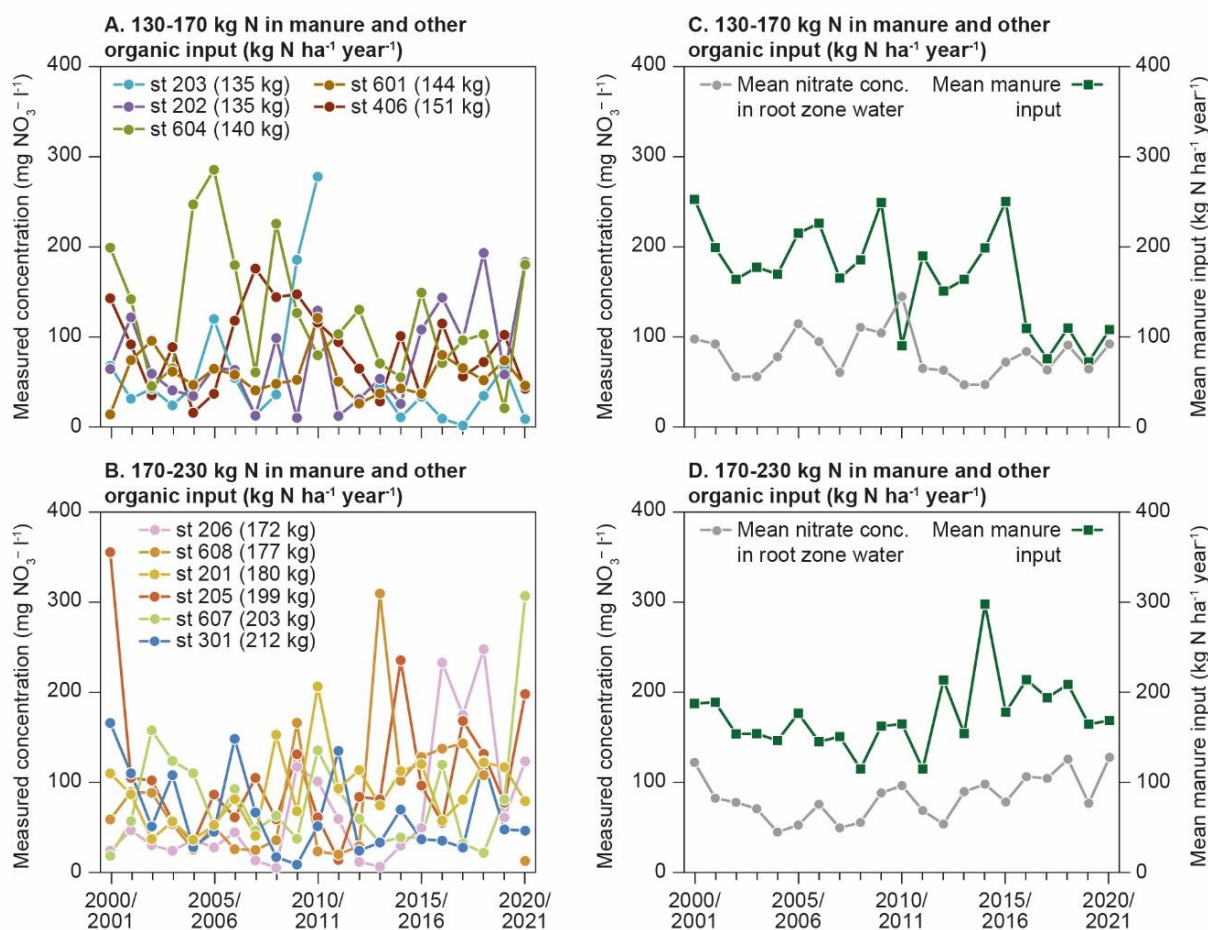 A. 130-170 kg N in manure and other
organic input (kg N ha⁻¹ year⁻¹)
Measured concentration (mg NO₃⁻ l⁻¹)
400
300
200
100
0
st 203 (135 kg)
st 202 (135 kg)
st 604 (140 kg)
st 601 (144 kg)
st 406 (151 kg)
C. 130-170 kg N in manure and other
organic input (kg N ha⁻¹ year⁻¹)
Measured concentration (mg NO₃⁻ l⁻¹)
400
300
200
100
0
Mean nitrate conc.
in root zone water
Mean manure
input
400
300
200
100
0
Mean manure input (kg N ha⁻¹ year⁻¹)
B. 170-230 kg N in manure and other
organic input (kg N ha⁻¹ year⁻¹)
Measured concentration (mg NO₃⁻ l⁻¹)
400
300
200
100
0
st 206 (172 kg)
st 608 (177 kg)
st 201 (180 kg)
st 205 (199 kg)
st 607 (203 kg)
st 301 (212 kg)
2000/ 2005/ 2010/ 2015/ 2020/
2001 2006 2011 2016 2021
D. 170-230 kg N in manure and other
organic input (kg N ha⁻¹ year⁻¹)
Measured concentration (mg NO₃⁻ l⁻¹)
400
300
200
100
0
Mean nitrate conc.
in root zone water
Mean manure
input
400
300
200
100
0
Mean manure input (kg N ha⁻¹ year⁻¹)
2000/ 2005/ 2010/ 2015/ 2020/
2001 2006 2011 2016 2021